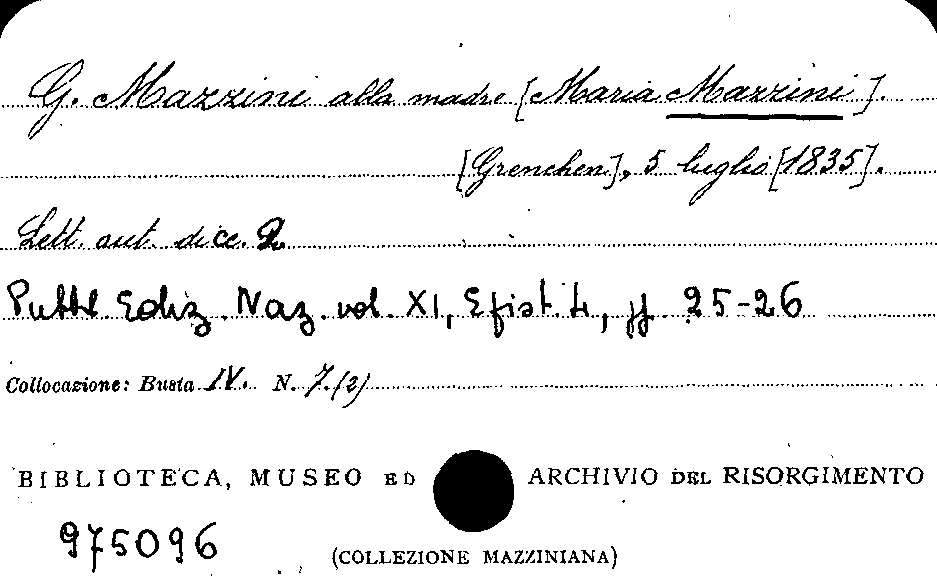 G. Mazzini alla madre [Maria Mazzini].
[Grenchen], 5 luglio [1835].
Lett. aut. di cc. 2.
Pubbl. Ediz. Naz. vol. XI, Epist. 4, pp. 25-26
Collocazione: Busta IV. N. 7.(2)
BIBLIOTECA, MUSEO ED ARCHIVIO DEL RISORGIMENTO
975096
(COLLEZIONE MAZZINIANA)